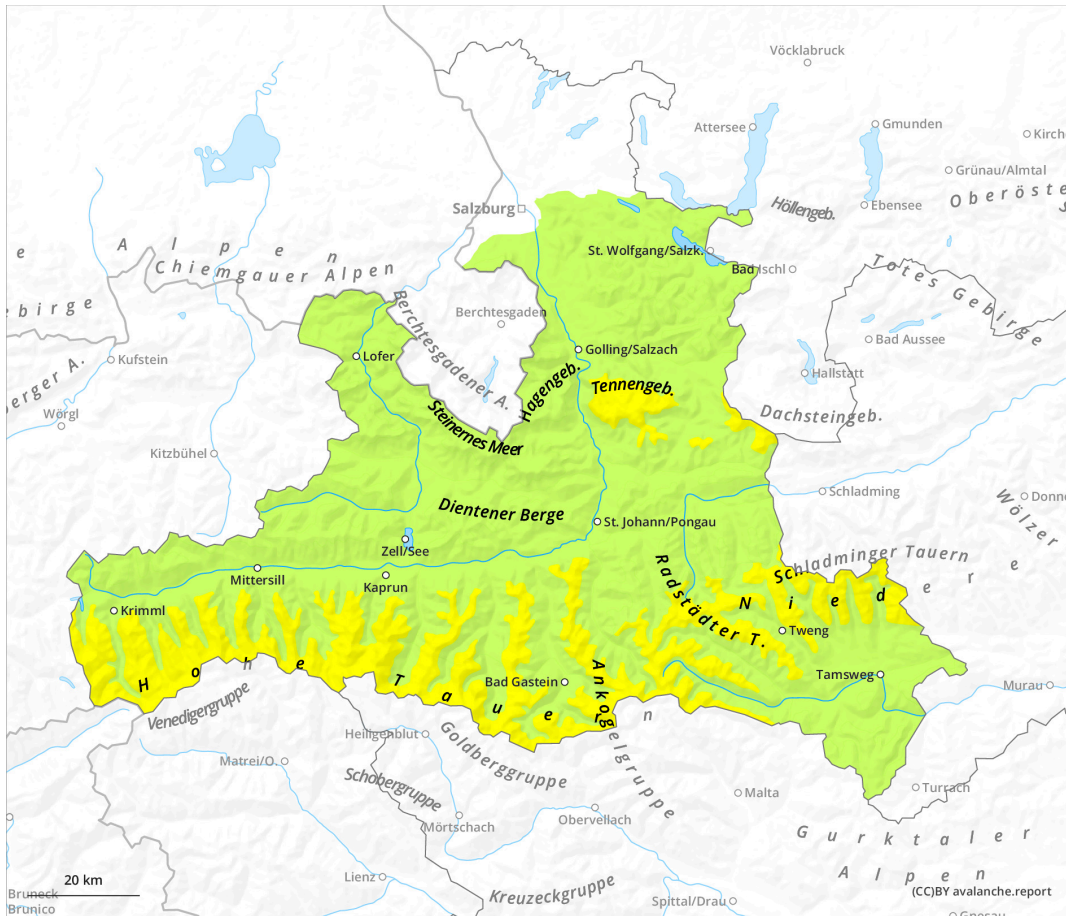 Vöcklabruck
Attersee
Gmunden
Kirch
Grünau/Almtal
Oberöste
S
Salzburg
Höllengeb.
Ebensee
e
A l p e n
Chiemgauer Alpen
St. Wolfgang/Salzk.
Bad Ischl
Totes Gebirge
ebirge
Berchtesgaden
Berchtesgadener A.
Kufstein
Lofer
Golling/Salzach
Bad Aussee
Hallstatt
berger A.
Wörgl
Hagengeb.
Tennengeb.
Steinernes Meer
Dachsteingeb.
Kitzbühel
Schladming
Donne
Wölzer
Dientener Berge
St. Johann/Pongau
Zell/See
Mittersill
Kaprun
Schladminger Tauern
e r e
Krimml
Radstädter T.
N i e d
Tweng
H o h e
T a u e r n
Bad Gastein
Ankogelgruppe
Tamsweg
Murau
Venedigergruppe
Heiligenblut
Goldberggruppe
Matrei/O.
Schobergruppe
Malta
Turrach
Mörtschach
Obervellach
Gurktaler
Alpen
20 km
Lienz
Kreuzeckgruppe
Bruneck
Brunico
Spittal/Drau
(CC)BY avalanche.report
Gnesau